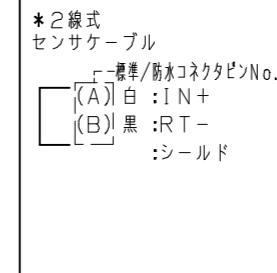 *2線式
センサケーブル
標準/防水コネクタピンNo.
(A) 白 :IN+
(B) 黒 :RT-
:シールド